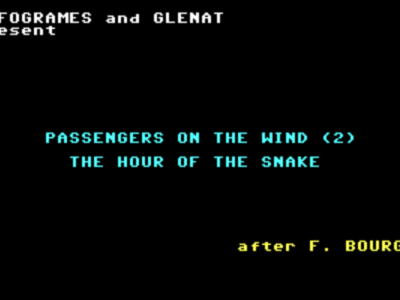 FOGRAMES and GLENAT
esent
PASSENGERS ON THE WIND (2)
THE HOUR OF THE SNAKE
after F. BOURG